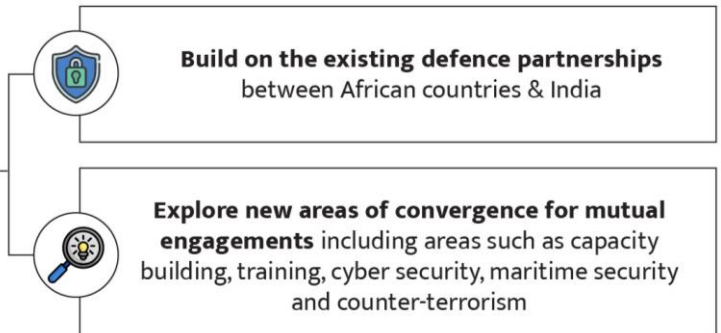 Build on the existing defence partnerships
between African countries & India
Explore new areas of convergence for mutual
engagements including areas such as capacity
building, training, cyber security, maritime security
and counter-terrorism